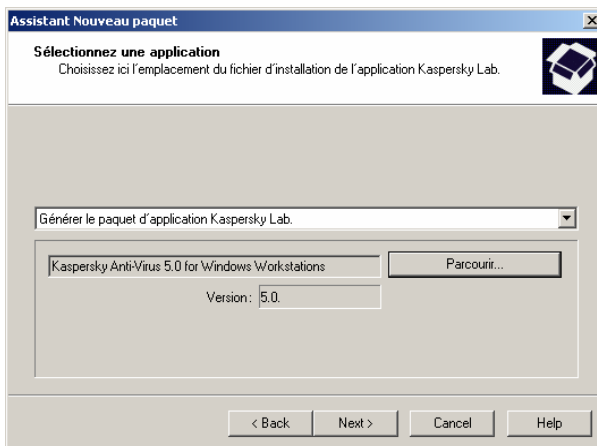 Assistant Nouveau paquet
Sélectionnez une application
Choisissez ici l'emplacement du fichier d'installation de l'application Kaspersky Lab.
Générer le paquet d'application Kaspersky Lab.
Kaspersky Anti-Virus 5.0 for Windows Workstations
Parcourir...
Version: 5.0.
< Back
Next >
Cancel
Help